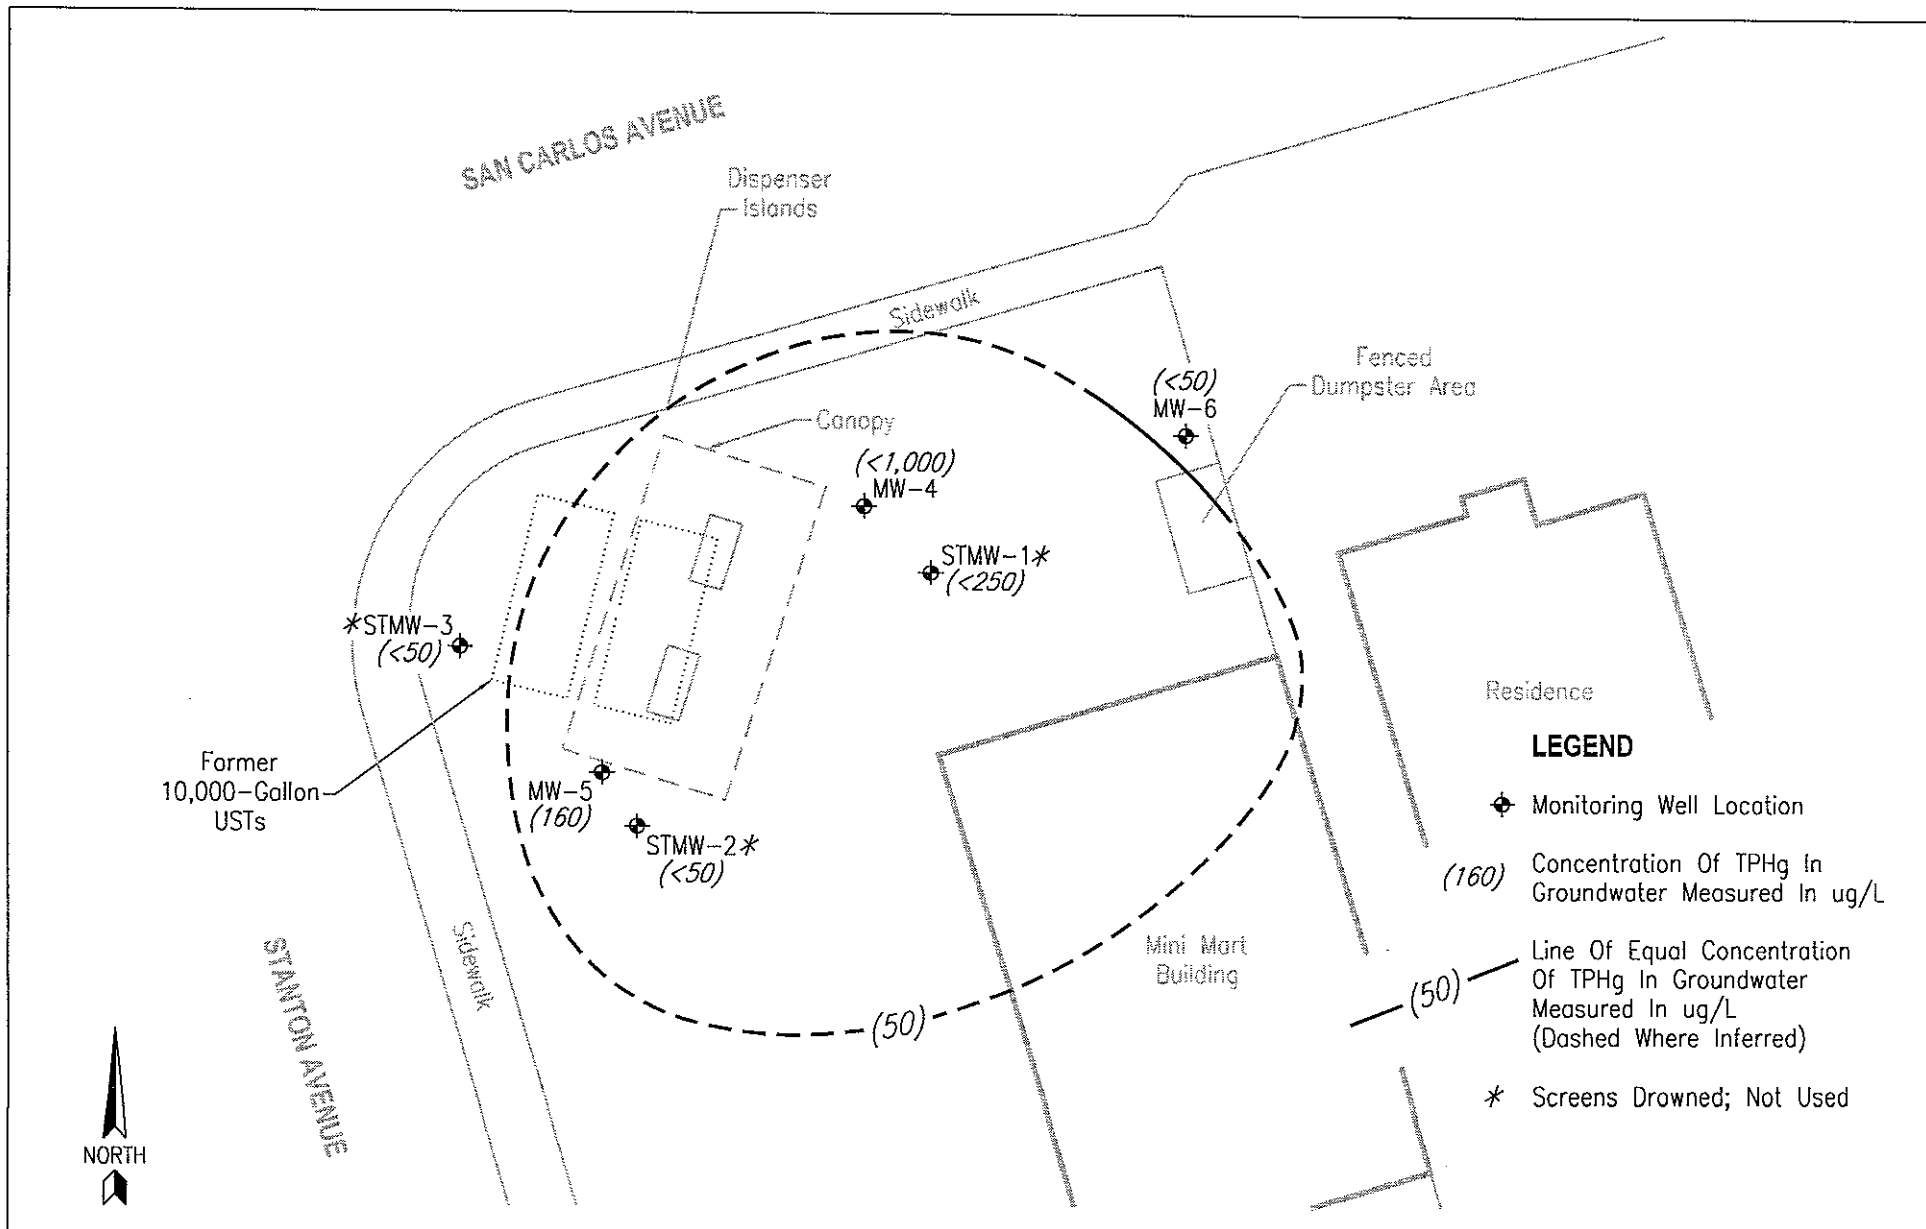 SAN CARLOS AVENUE
Dispenser
Islands
Sidewalk
Fenced
Dumpster Area
Canopy
(<50)
MW-6
(<1,000)
MW-4
STMW-1*
(<250)
*STMW-3
(<50)
Former
10,000-Gallon
USTs
MW-5
(160)
STMW-2*
(<50)
Residence
Mini Mart
Building
(50)
Sidewalk
STANTON AVENUE
NORTH
LEGEND
Monitoring Well Location
(160) Concentration Of TPHg In
Groundwater Measured In ug/L
(50) Line Of Equal Concentration
Of TPHg In Groundwater
Measured In ug/L
(Dashed Where Inferred)
* Screens Drowned; Not Used